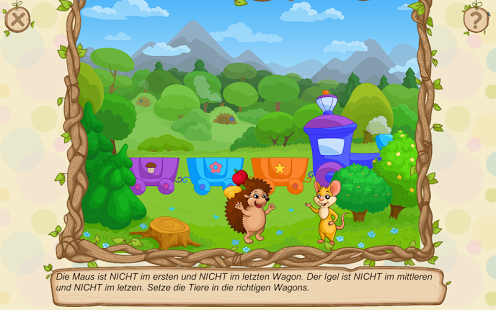 Die Maus ist NICHT im ersten und NICHT im letzten Wagon. Der Igel ist NICHT im mittleren
und NICHT im letzen. Setze die Tiere in die richtigen Wagons.